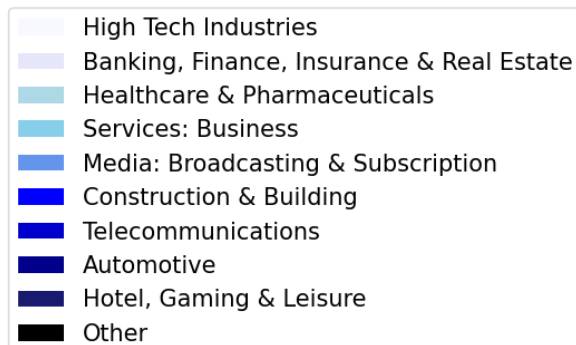 High Tech Industries
Banking, Finance, Insurance & Real Estate
Healthcare & Pharmaceuticals
Services: Business
Media: Broadcasting & Subscription
Construction & Building
Telecommunications
Automotive
Hotel, Gaming & Leisure
Other